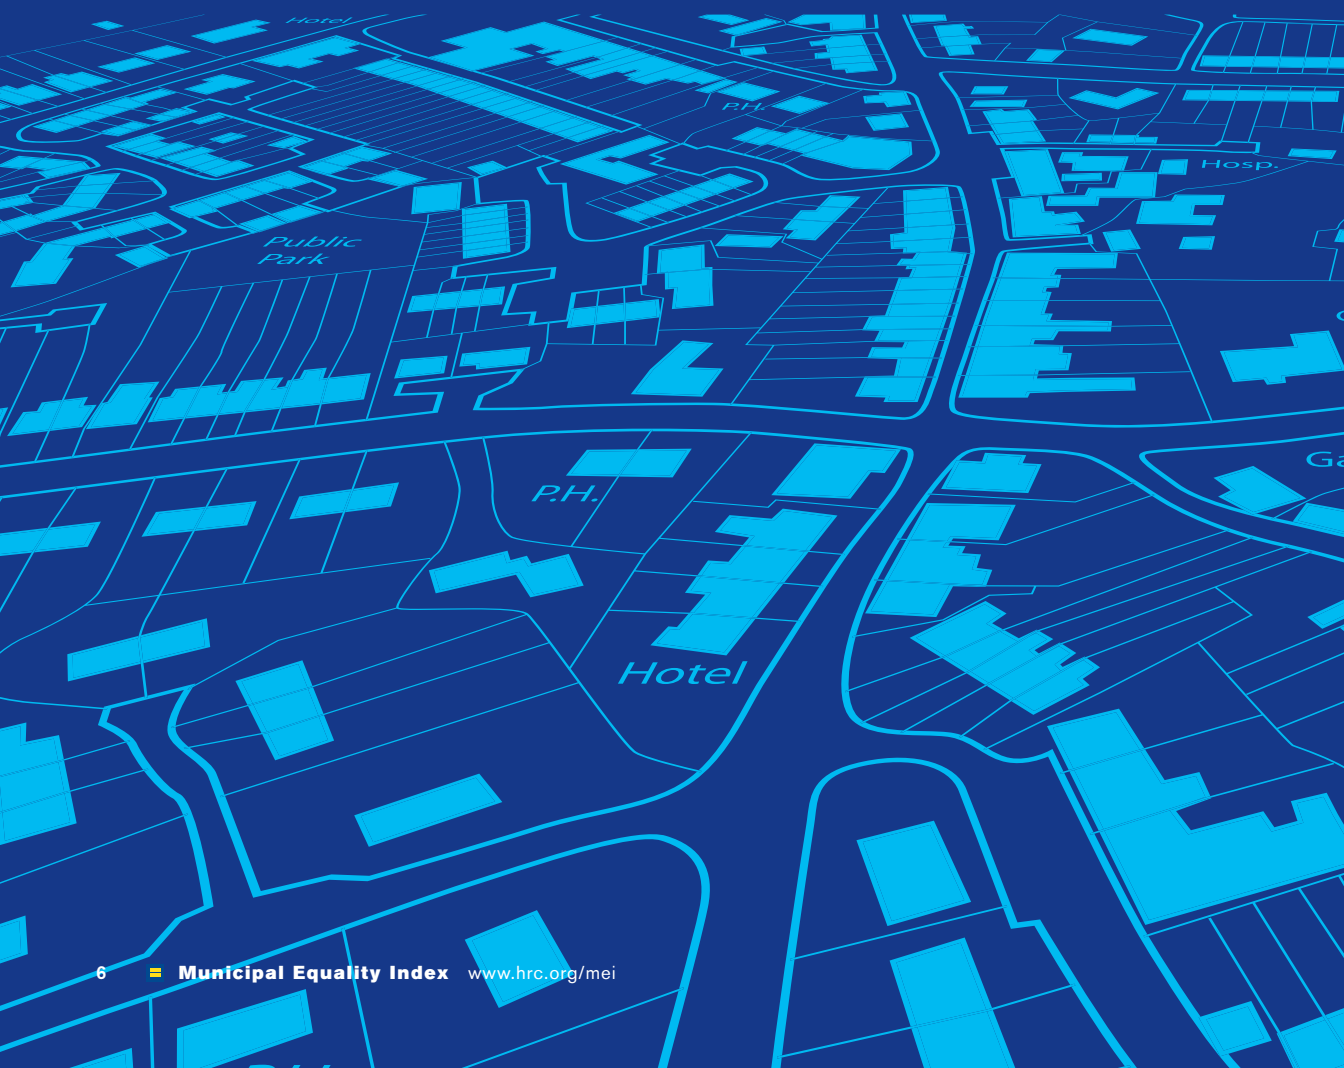 Hotel
P.H.
Hosp.
Public
Park
P.H.
Hotel
6 Municipal Equality Index www.hrc.org/mei